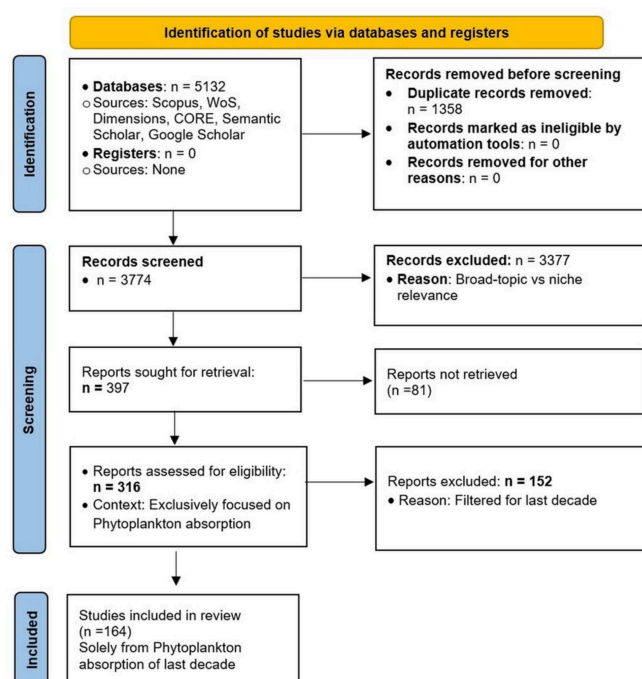 Identification of studies via databases and registers
Identification
● Databases: n = 5132
○ Sources: Scopus, WoS,
Dimensions, CORE, Semantic
Scholar, Google Scholar
● Registers: n = 0
○ Sources: None
Records removed before screening
● Duplicate records removed:
n = 1358
● Records marked as ineligible by
automation tools: n = 0
● Records removed for other
reasons: n = 0
Screening
Records screened
● n = 3774
Records excluded: n = 3377
● Reason: Broad-topic vs niche
relevance
Reports sought for retrieval:
n = 397
Reports not retrieved
(n =81)
● Reports assessed for eligibility:
n = 316
● Context: Exclusively focused on
Phytoplankton absorption
Reports excluded: n = 152
● Reason: Filtered for last decade
Included
Studies included in review
(n =164)
Solely from Phytoplankton
absorption of last decade